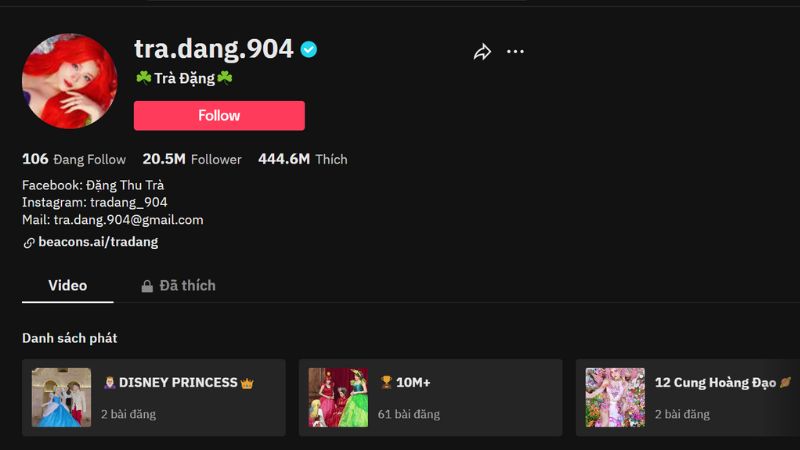 tra.dang.904
☘️Trà Đặng☘️
Follow
106 Đang Follow 20.5M Follower 444.6M Thích
Facebook: Đặng Thu Trà
Instagram: tradang_904
Mail: tra.dang.904@gmail.com
beacons.ai/tradang
Video Đã thích
Danh sách phát
👸🏻DISNEY PRINCESS👑
2 bài đăng
🏆10M+
61 bài đăng
12 Cung Hoàng Đạo🪐
2 bài đăng